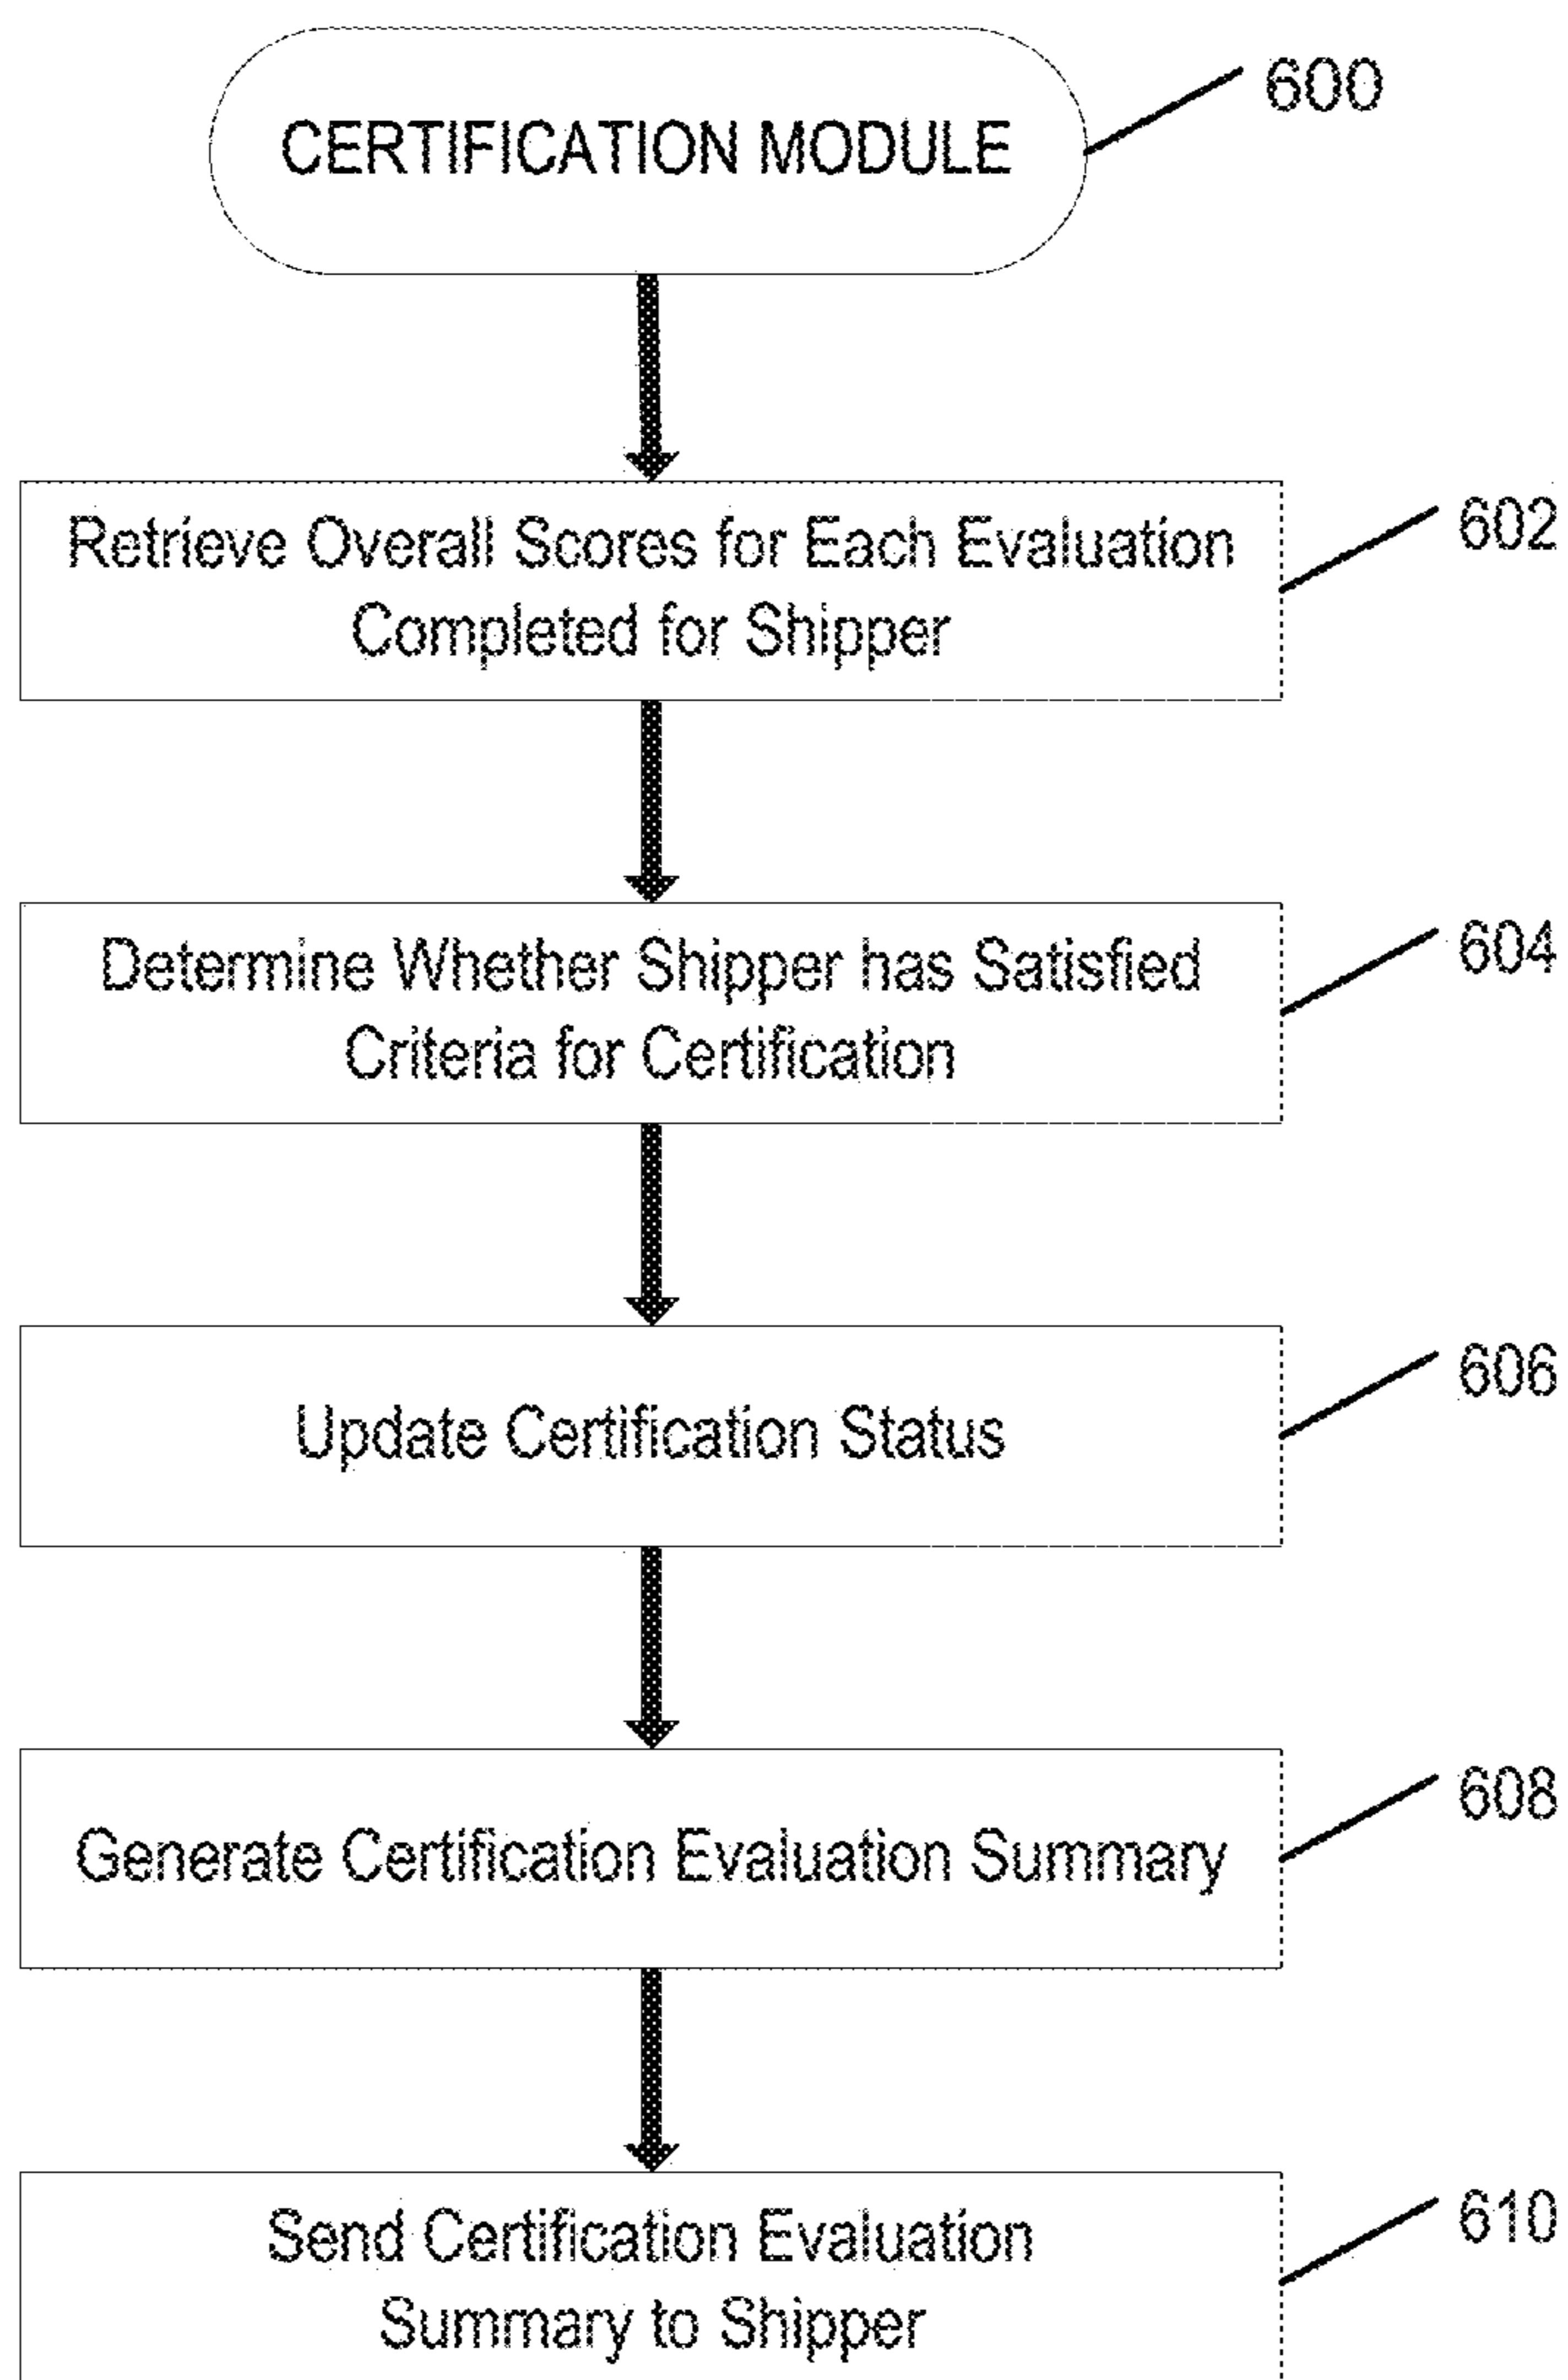 CERTIFICATION MODULE
600
Retrieve Overall Scores for Each Evaluation
Completed for Shipper
602
Determine Whether Shipper has Satisfied
Criteria for Certification
604
Update Certification Status
606
Generate Certification Evaluation Summary
608
Send Certification Evaluation
Summary to Shipper
610